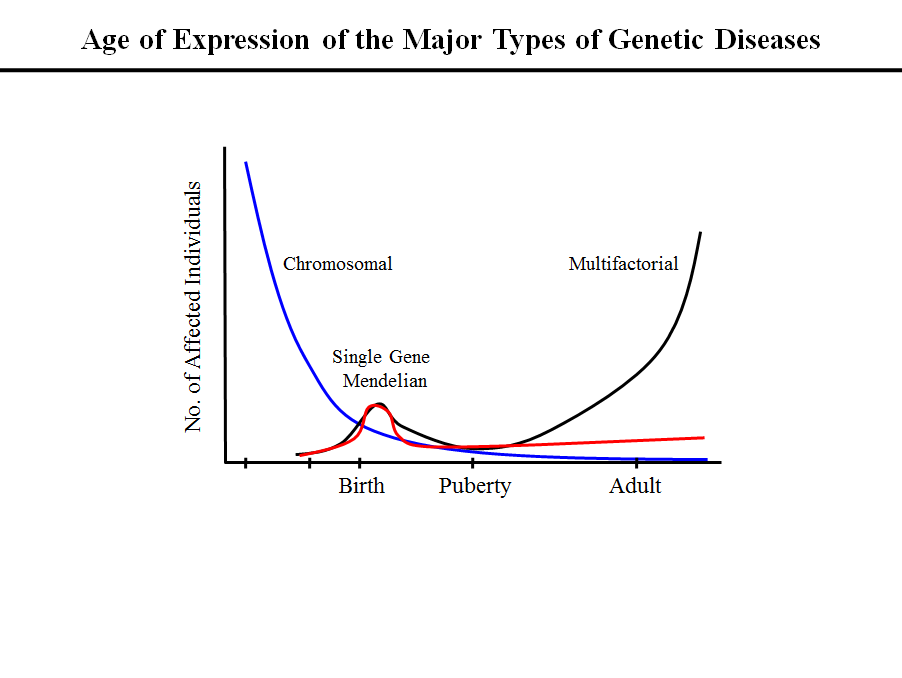 Age of Expression of the Major Types of Genetic Diseases
No. of Affected Individuals
Chromosomal
Multifactorial
Single Gene
Mendelian
Birth
Puberty
Adult